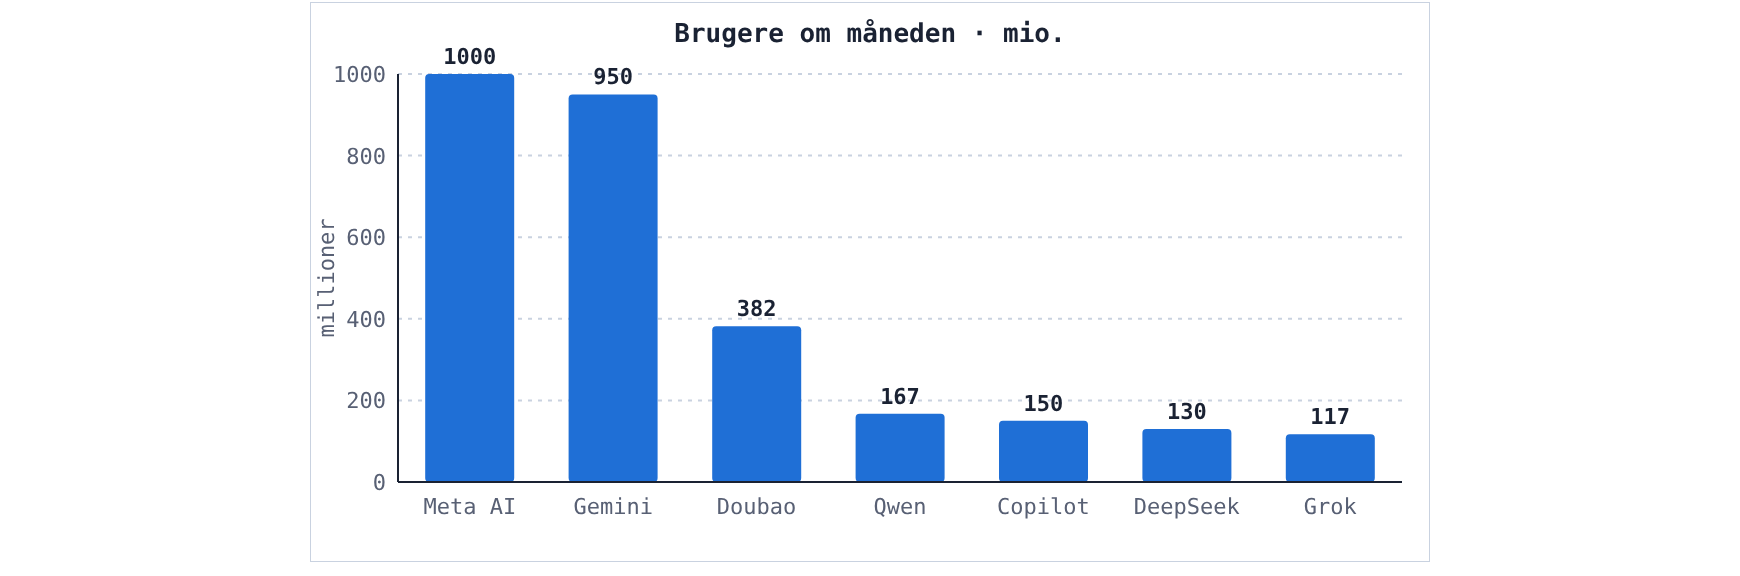 Brugere om måneden · mio.
1000
950
382
167
150
130
117
1000
800
600
400
200
0
millioner
Meta AI
Gemini
Doubao
Qwen
Copilot
DeepSeek
Grok